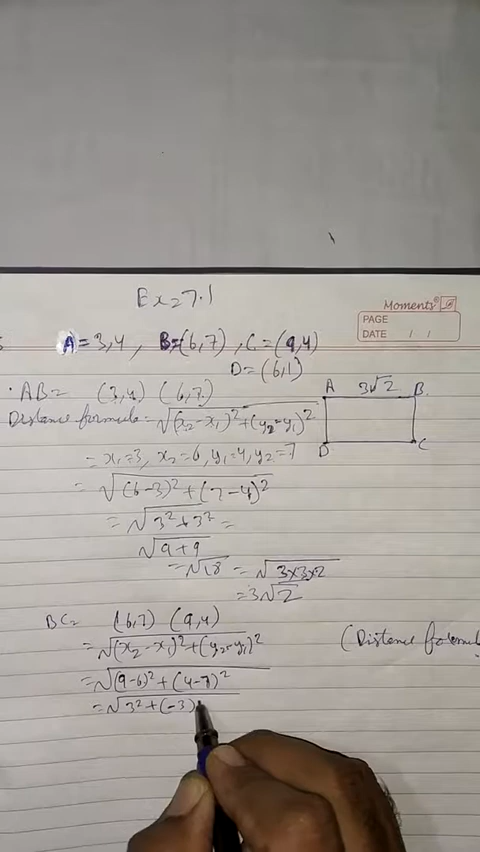 Ex=7.1
Moments
PAGE
DATE / /
A=3,4, B=(6,7), C=(9,4)
D=(6,1)
·AB= (3,4) (6,7)
Distance formula=√(x₂-x₁)²+(y₂-y₁)²
A 3√2 B
D C
=x₁=3, x₂=6, y₁=4, y₂=7
=√(6-3)²+(7-4)²
=√3²+3² =
√9+9
=√18 =√3×3×2
=3√2
BC= (6,7) (9,4)
=√(x₂-x₁)²+(y₂-y₁)² (Distance formula
=√(9-6)²+(4-7)²
=√3²+(-3)